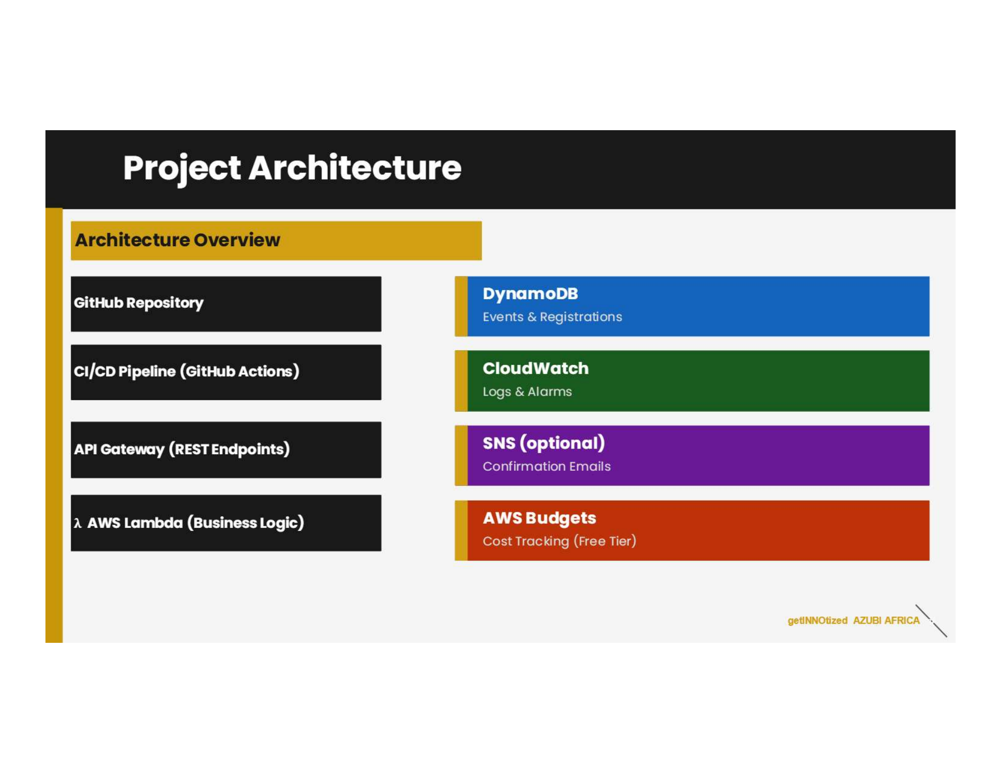 Project Architecture
Architecture Overview
GitHub Repository
CI/CD Pipeline (GitHub Actions)
API Gateway (REST Endpoints)
λ AWS Lambda (Business Logic)
DynamoDB
Events & Registrations
CloudWatch
Logs & Alarms
SNS (optional)
Confirmation Emails
AWS Budgets
Cost Tracking (Free Tier)
getINNOtized AZUBI AFRICA